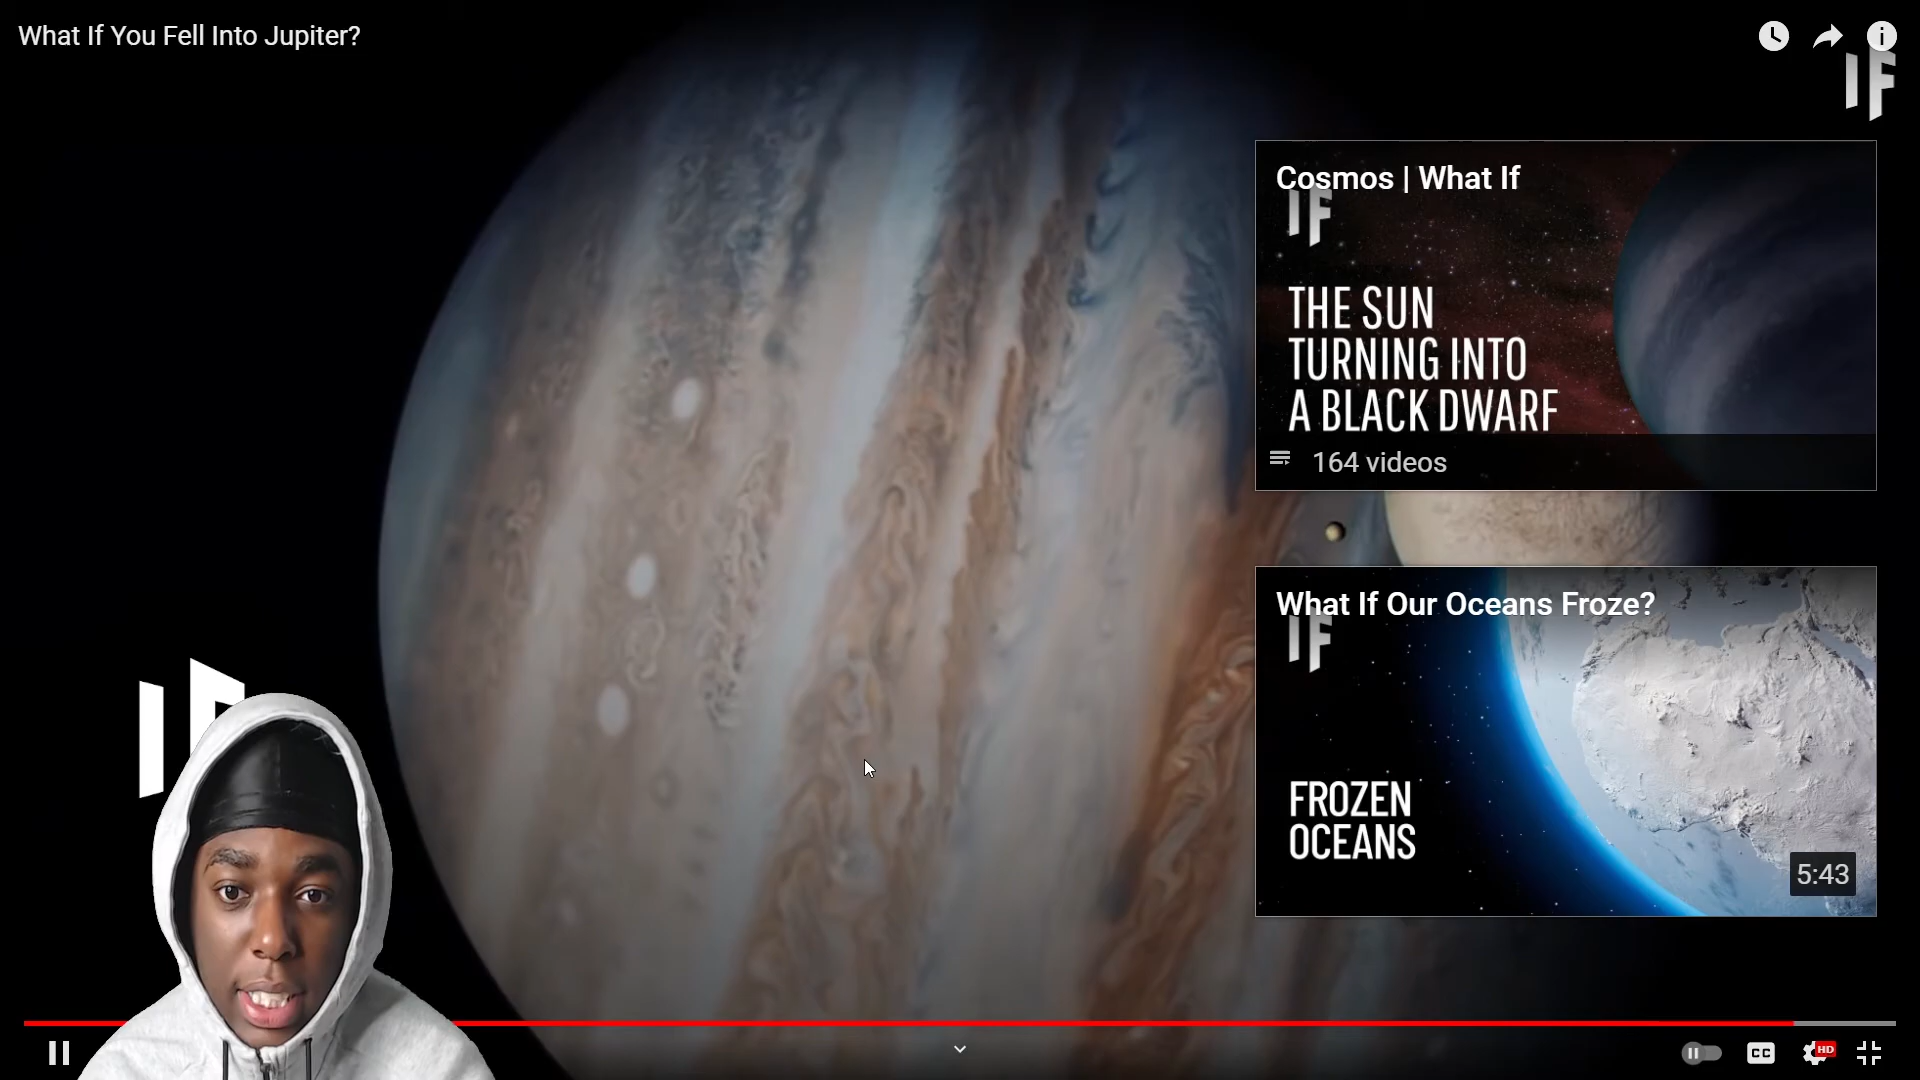 What If You Fell Into Jupiter?
IF
Cosmos | What If
IF
THE SUN
TURNING INTO
A BLACK DWARF
164 videos
What If Our Oceans Froze?
IF
FROZEN
OCEANS
5:43
IF
CC
HD